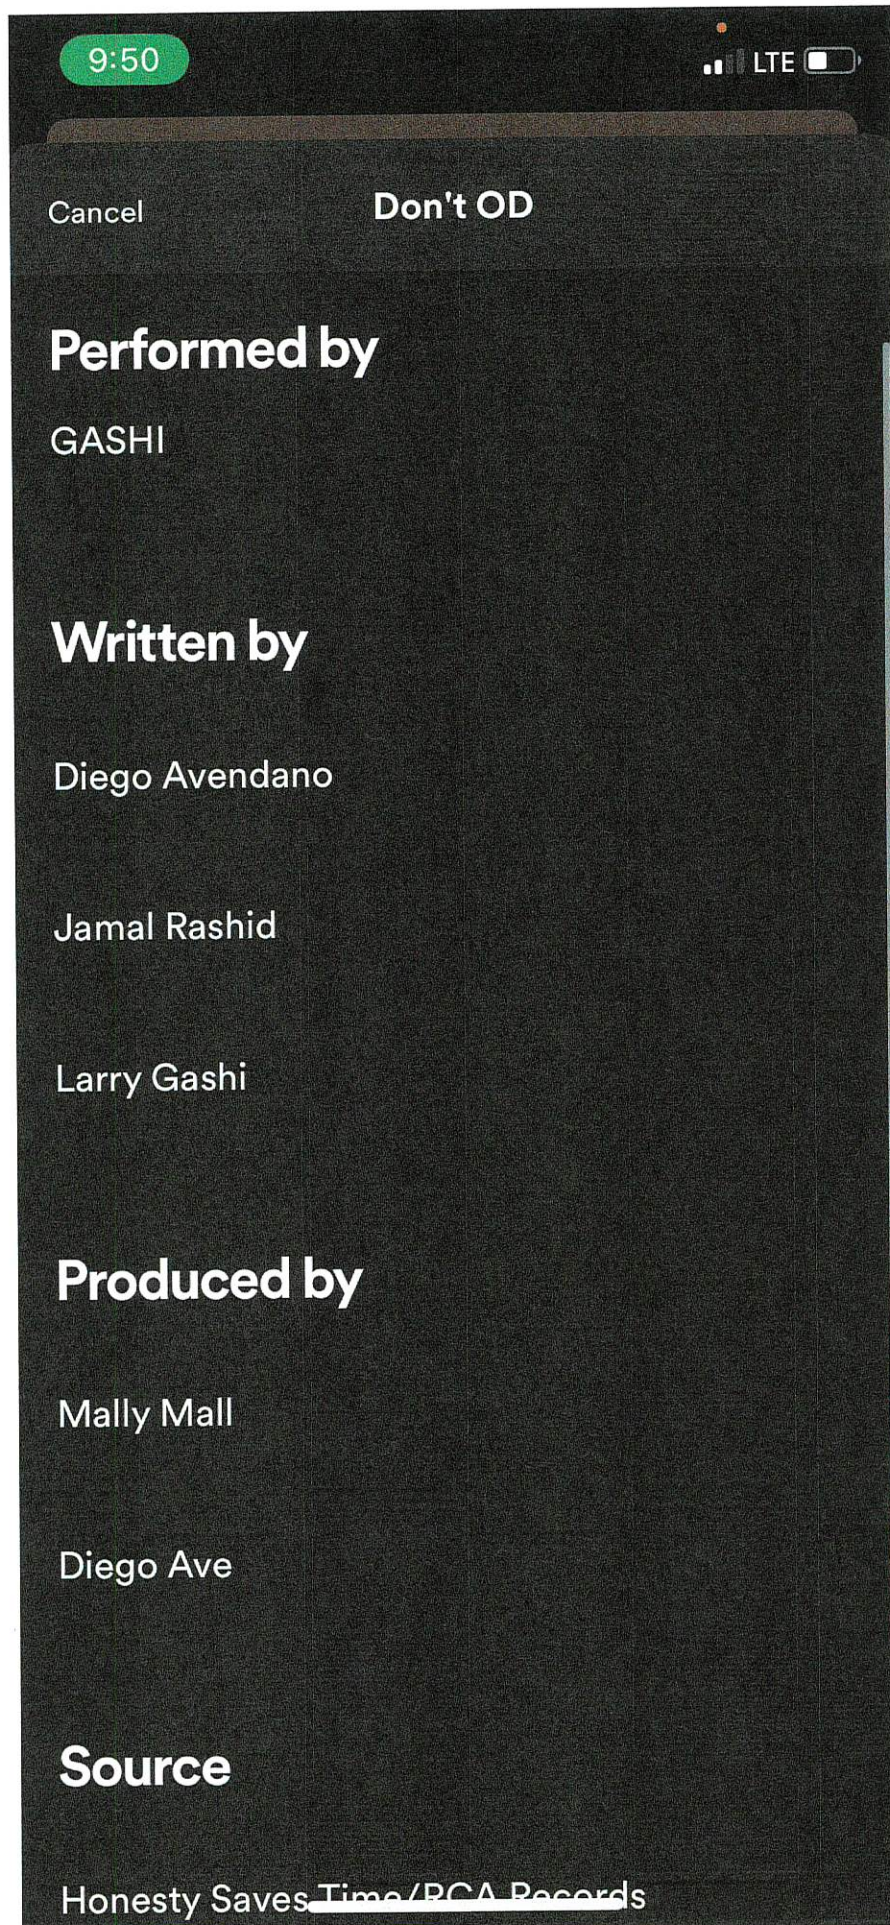 9:50
LTE
Cancel
Don't OD
Performed by
GASHI
Written by
Diego Avendano
Jamal Rashid
Larry Gashi
Produced by
Mally Mall
Diego Ave
Source
Honesty Saves Time/RCA Records